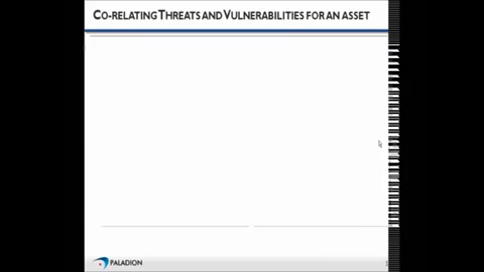 CO-RELATING THREATS AND VULNERABILITIES FOR AN ASSET
PALADION